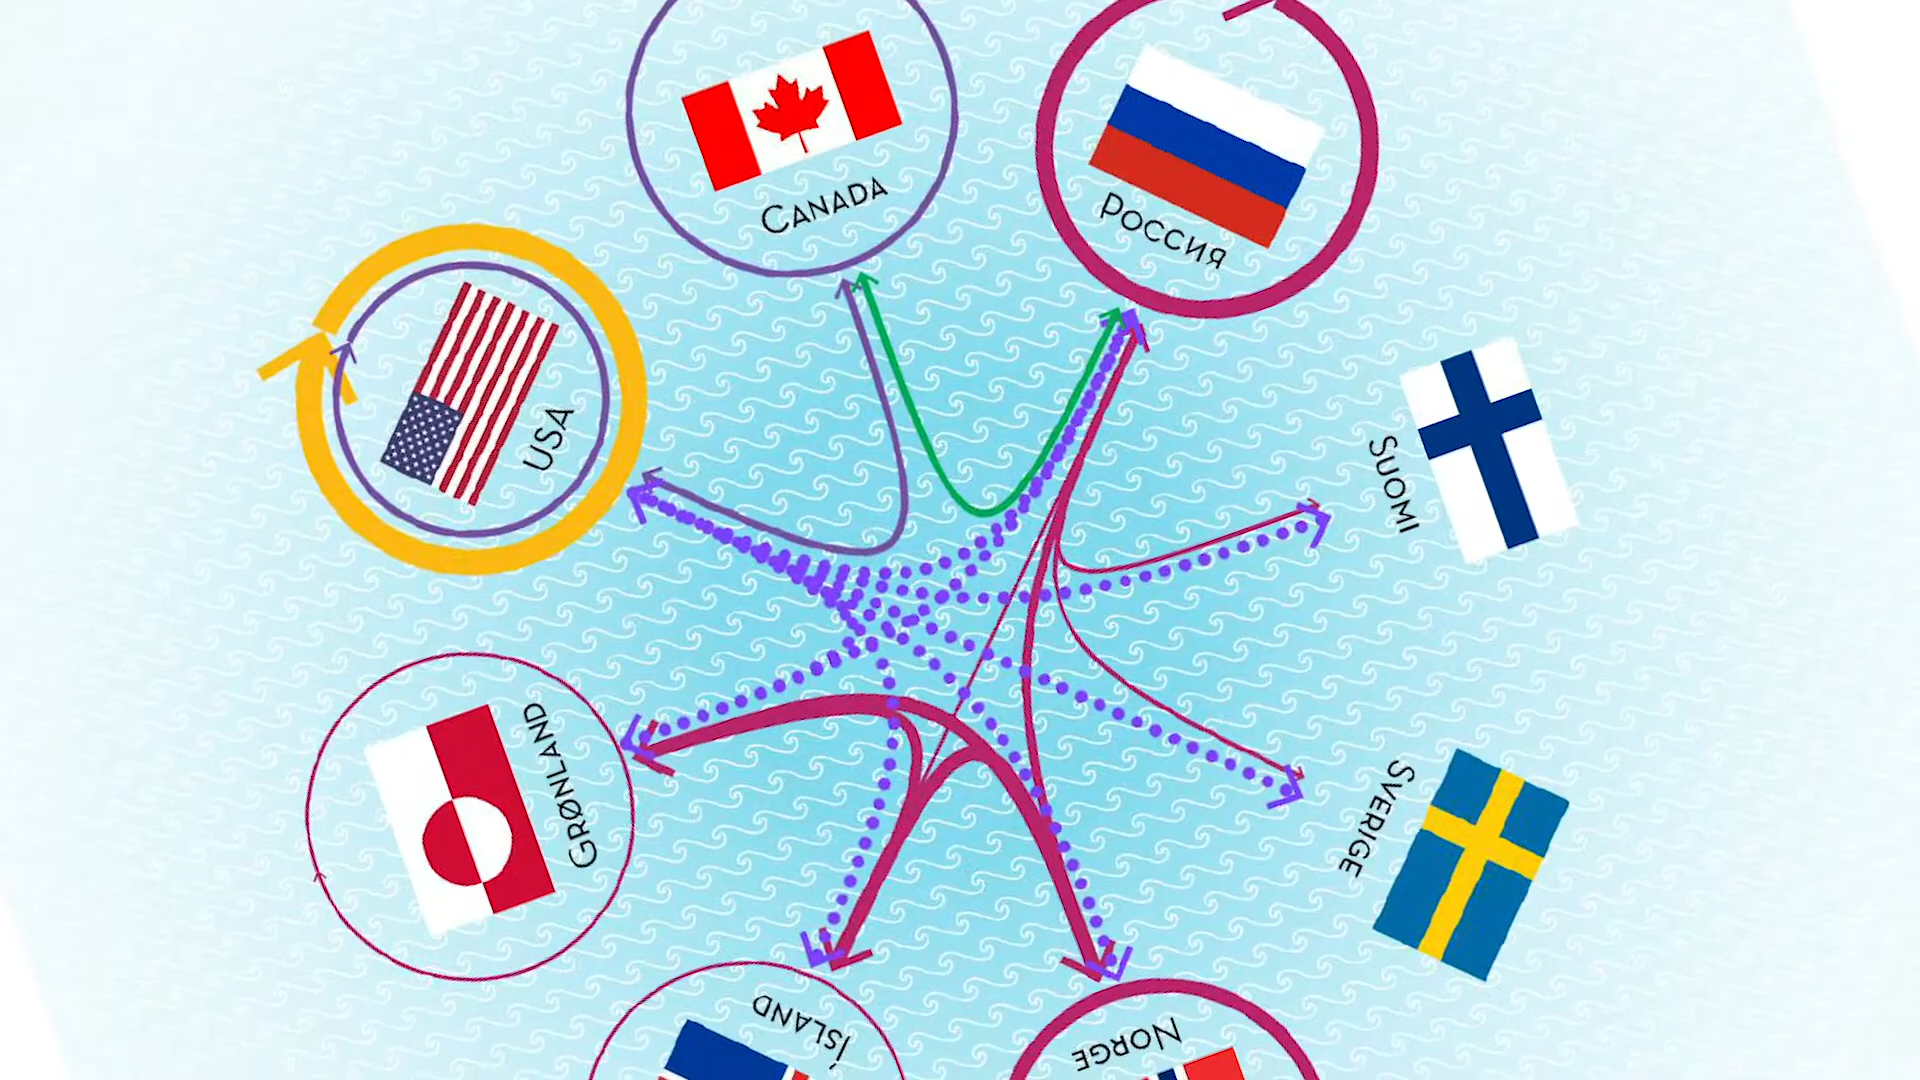 CANADA
РОССИЯ
USA
SUOMI
GRØNLAND
SVERIGE
ÍSLAND
NORGE